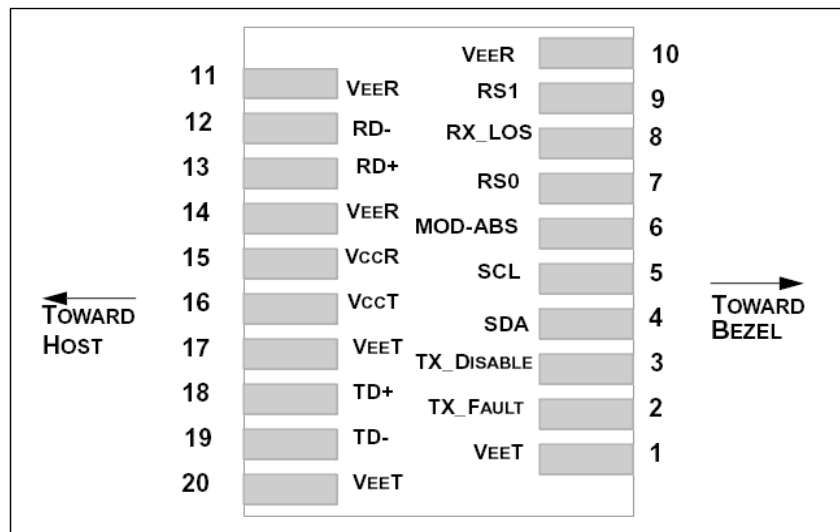 VEER 10
11 VEER
RS1 9
12 RD-
RX_LOS 8
13 RD+
RS0 7
14 VEER
MOD-ABS 6
15 VCCR
SCL 5
16 VCCT
SDA 4
17 VEET
TX_DISABLE 3
18 TD+
TX_FAULT 2
19 TD-
VEET 1
20 VEET
TOWARD
HOST
TOWARD
BEZEL